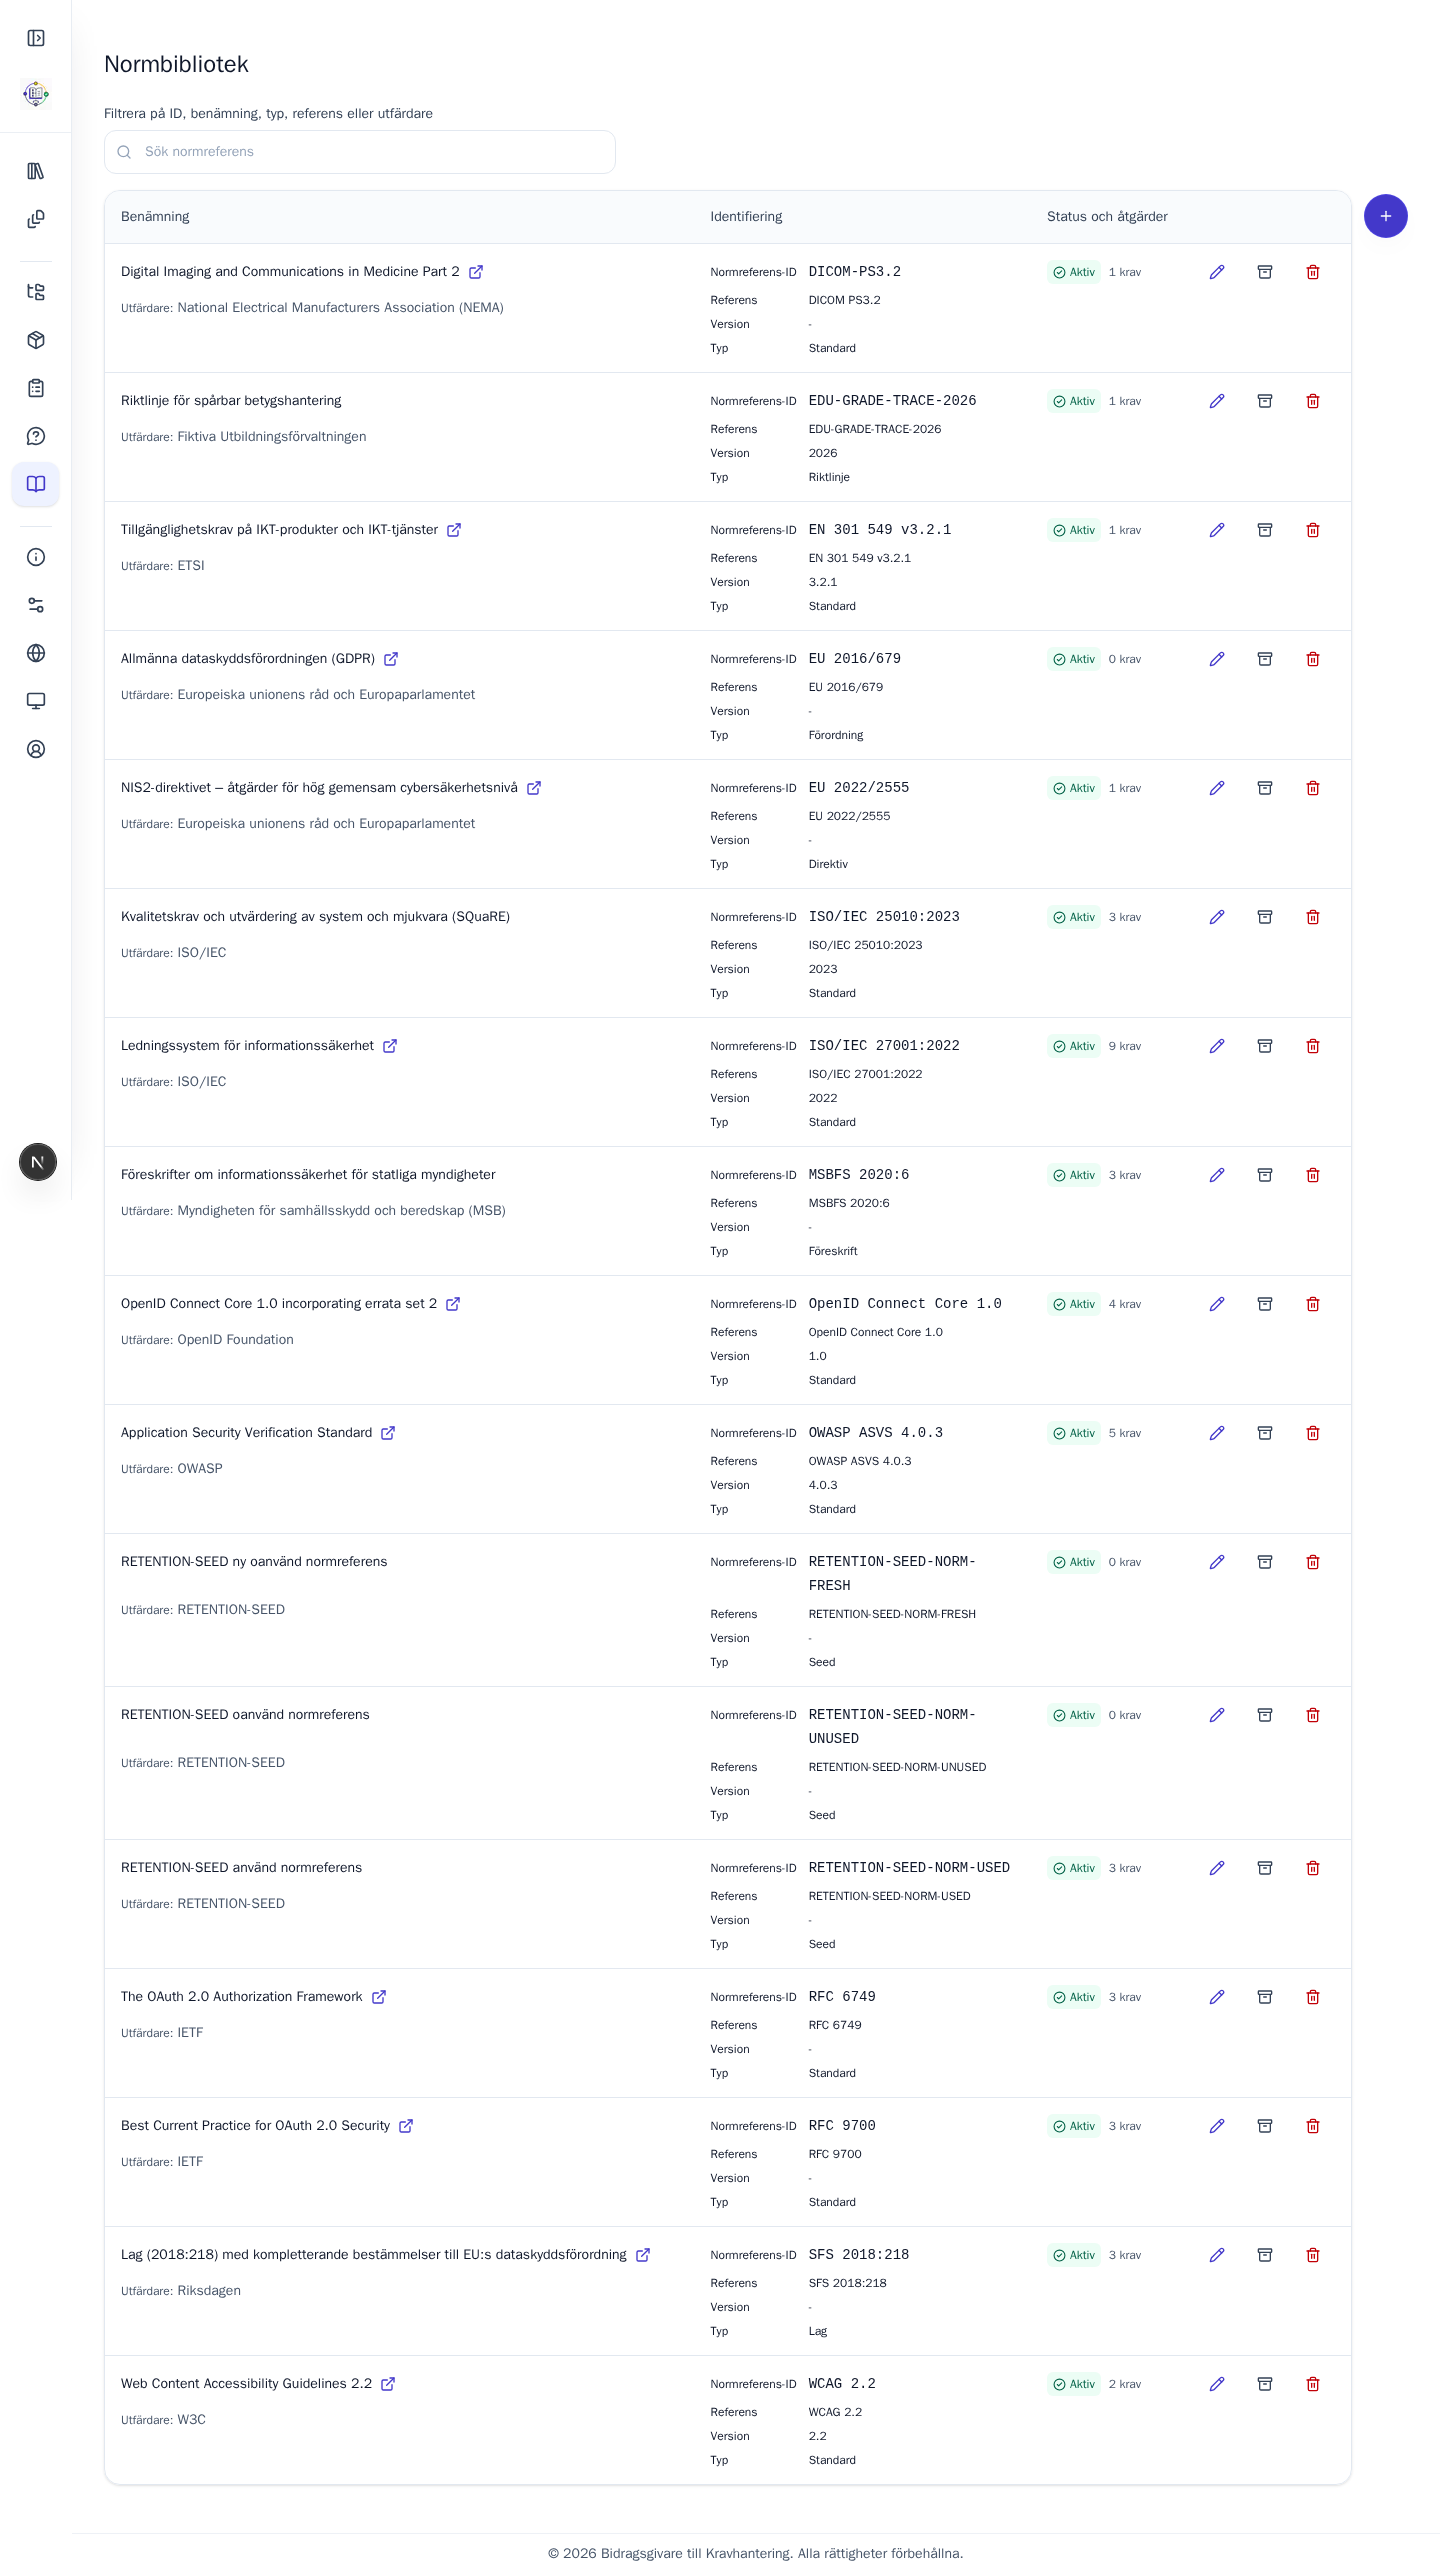 Normbibliotek
Filtrera på ID, benämning, typ, referens eller utfärdare
Sök normreferens
Benämning Identifiering Status och åtgärder
Digital Imaging and Communications in Medicine Part 2 Normreferens-ID DICOM-PS3.2 Aktiv 1 krav
Utfärdare: National Electrical Manufacturers Association (NEMA) Referens DICOM PS3.2
Version -
Typ Standard
Riktlinje för spårbar betygshantering Normreferens-ID EDU-GRADE-TRACE-2026 Aktiv 1 krav
Utfärdare: Fiktiva Utbildningsförvaltningen Referens EDU-GRADE-TRACE-2026
Version 2026
Typ Riktlinje
Tillgänglighetskrav på IKT-produkter och IKT-tjänster Normreferens-ID EN 301 549 v3.2.1 Aktiv 1 krav
Utfärdare: ETSI Referens EN 301 549 v3.2.1
Version 3.2.1
Typ Standard
Allmänna dataskyddsförordningen (GDPR) Normreferens-ID EU 2016/679 Aktiv 0 krav
Utfärdare: Europeiska unionens råd och Europaparlamentet Referens EU 2016/679
Version -
Typ Förordning
NIS2-direktivet – åtgärder för hög gemensam cybersäkerhetsnivå Normreferens-ID EU 2022/2555 Aktiv 1 krav
Utfärdare: Europeiska unionens råd och Europaparlamentet Referens EU 2022/2555
Version -
Typ Direktiv
Kvalitetskrav och utvärdering av system och mjukvara (SQuaRE) Normreferens-ID ISO/IEC 25010:2023 Aktiv 3 krav
Utfärdare: ISO/IEC Referens ISO/IEC 25010:2023
Version 2023
Typ Standard
Ledningssystem för informationssäkerhet Normreferens-ID ISO/IEC 27001:2022 Aktiv 9 krav
Utfärdare: ISO/IEC Referens ISO/IEC 27001:2022
Version 2022
Typ Standard
Föreskrifter om informationssäkerhet för statliga myndigheter Normreferens-ID MSBFS 2020:6 Aktiv 3 krav
Utfärdare: Myndigheten för samhällsskydd och beredskap (MSB) Referens MSBFS 2020:6
Version -
Typ Föreskrift
OpenID Connect Core 1.0 incorporating errata set 2 Normreferens-ID OpenID Connect Core 1.0 Aktiv 4 krav
Utfärdare: OpenID Foundation Referens OpenID Connect Core 1.0
Version 1.0
Typ Standard
Application Security Verification Standard Normreferens-ID OWASP ASVS 4.0.3 Aktiv 5 krav
Utfärdare: OWASP Referens OWASP ASVS 4.0.3
Version 4.0.3
Typ Standard
RETENTION-SEED ny oanvänd normreferens Normreferens-ID RETENTION-SEED-NORM- Aktiv 0 krav
FRESH
Utfärdare: RETENTION-SEED Referens RETENTION-SEED-NORM-FRESH
Version -
Typ Seed
RETENTION-SEED oanvänd normreferens Normreferens-ID RETENTION-SEED-NORM- Aktiv 0 krav
UNUSED
Utfärdare: RETENTION-SEED Referens RETENTION-SEED-NORM-UNUSED
Version -
Typ Seed
RETENTION-SEED använd normreferens Normreferens-ID RETENTION-SEED-NORM-USED Aktiv 3 krav
Utfärdare: RETENTION-SEED Referens RETENTION-SEED-NORM-USED
Version -
Typ Seed
The OAuth 2.0 Authorization Framework Normreferens-ID RFC 6749 Aktiv 3 krav
Utfärdare: IETF Referens RFC 6749
Version -
Typ Standard
Best Current Practice for OAuth 2.0 Security Normreferens-ID RFC 9700 Aktiv 3 krav
Utfärdare: IETF Referens RFC 9700
Version -
Typ Standard
Lag (2018:218) med kompletterande bestämmelser till EU:s dataskyddsförordning Normreferens-ID SFS 2018:218 Aktiv 3 krav
Utfärdare: Riksdagen Referens SFS 2018:218
Version -
Typ Lag
Web Content Accessibility Guidelines 2.2 Normreferens-ID WCAG 2.2 Aktiv 2 krav
Utfärdare: W3C Referens WCAG 2.2
Version 2.2
Typ Standard
N
© 2026 Bidragsgivare till Kravhantering. Alla rättigheter förbehållna.